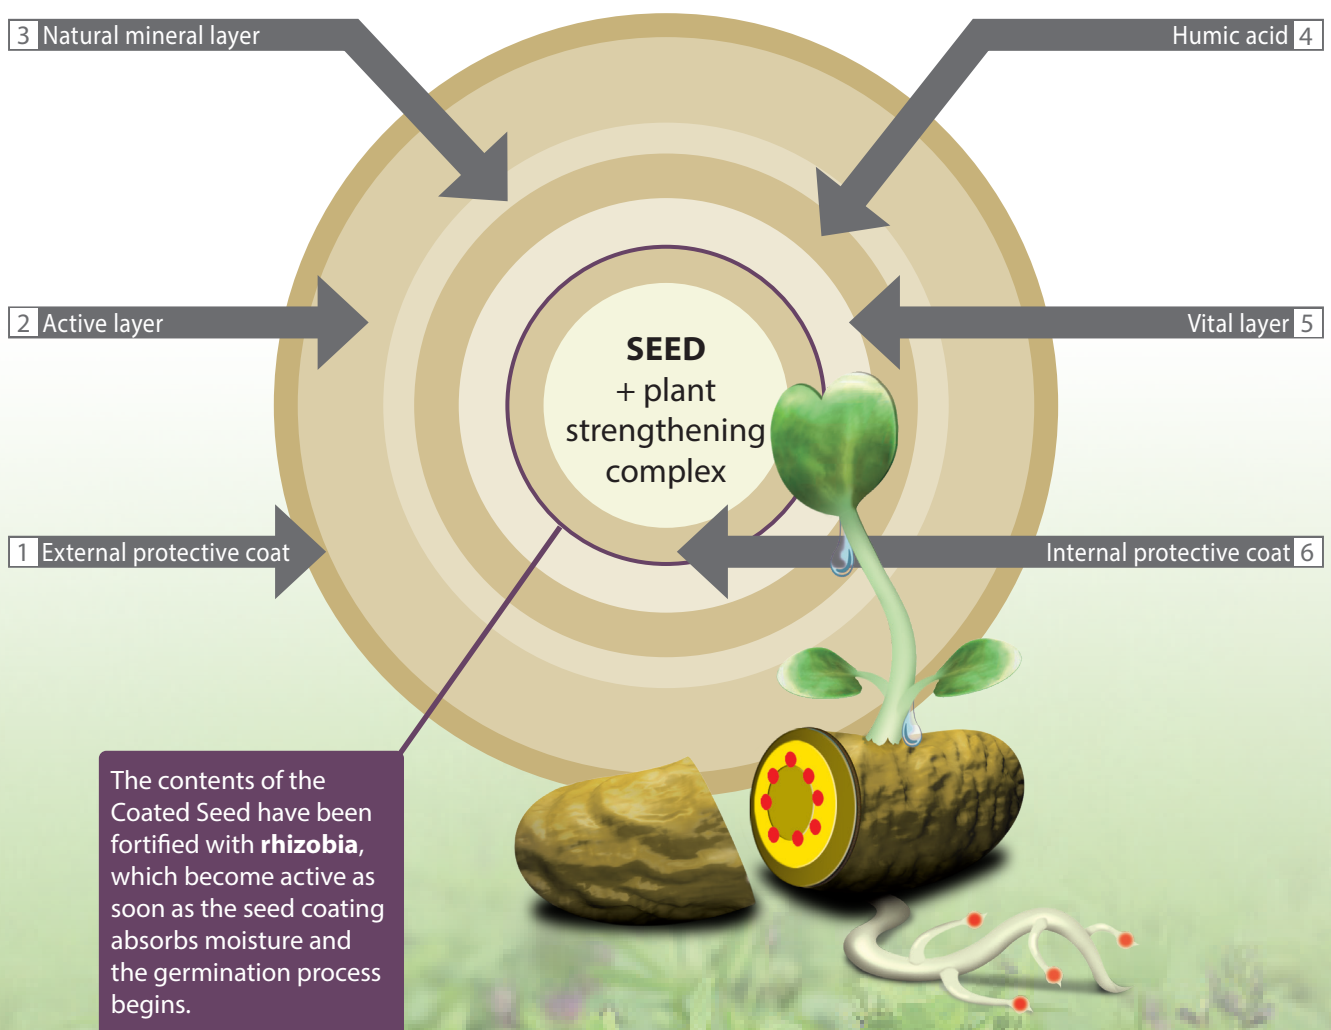 3 Natural mineral layer
Humic acid 4
2 Active layer
Vital layer 5
SEED
+ plant
strengthening
complex
1 External protective coat
Internal protective coat 6
The contents of the
Coated Seed have been
fortified with rhizobia,
which become active as
soon as the seed coating
absorbs moisture and
the germination process
begins.